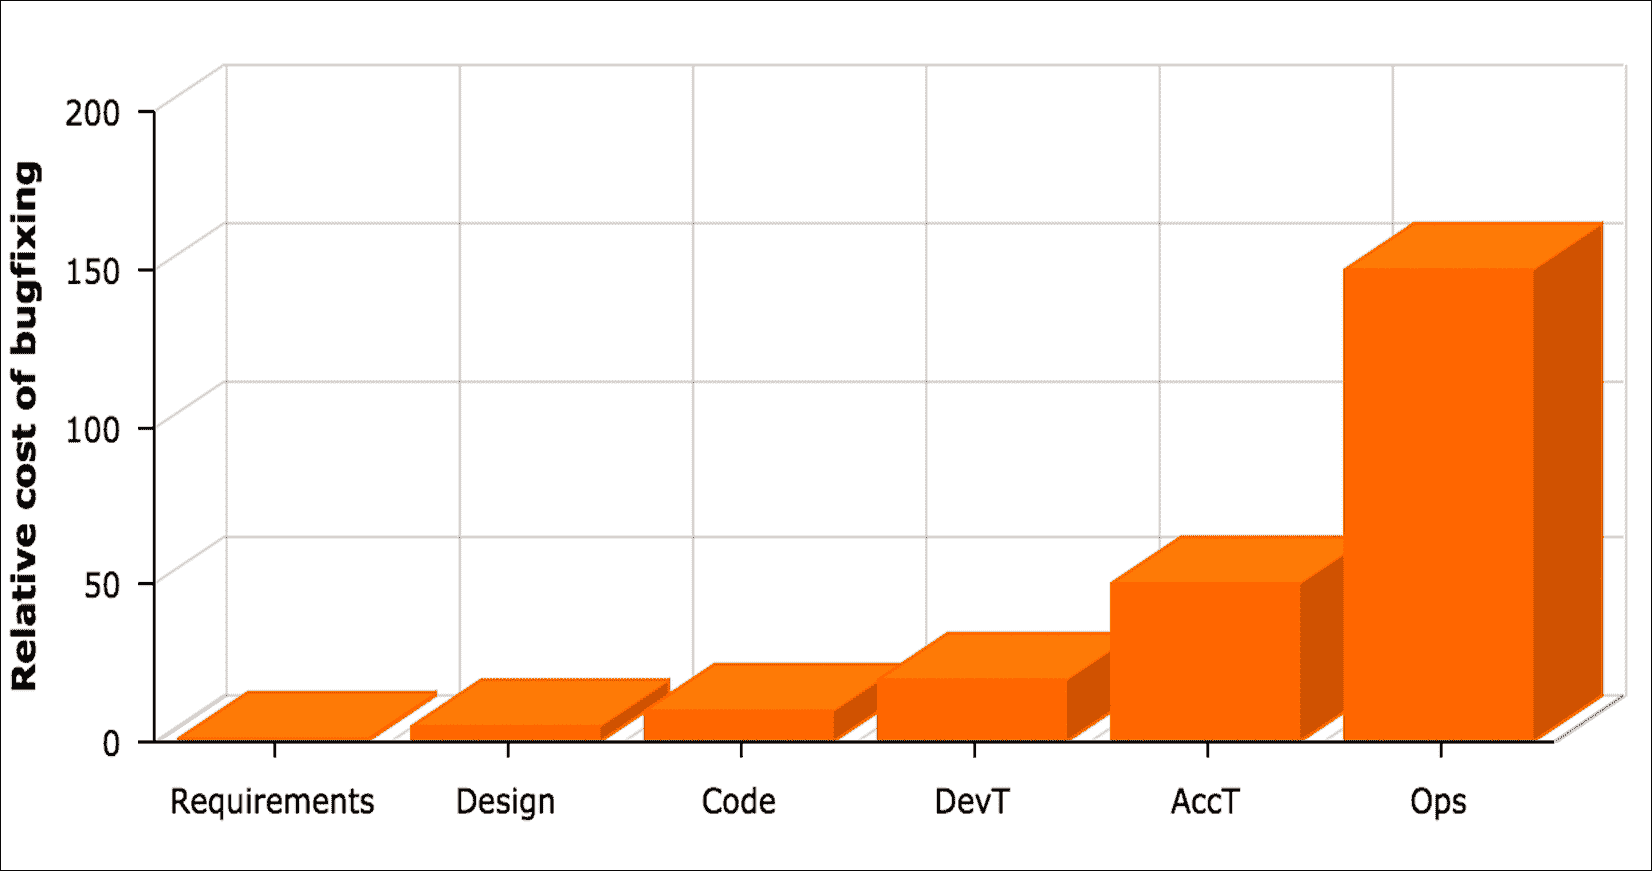 Relative cost of bugfixing
200
150
100
50
0
Requirements Design Code DevT AccT Ops